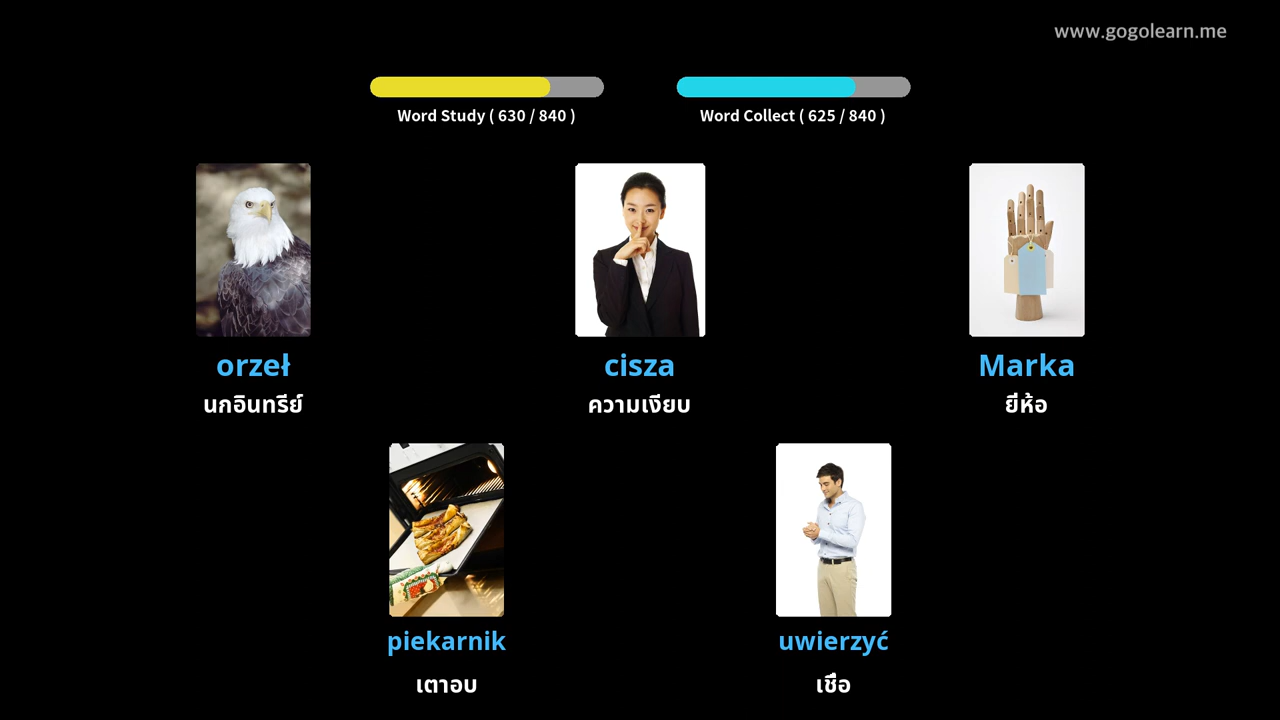 www.gogolearn.me
Word Study ( 630 / 840 )
Word Collect ( 625 / 840 )
orzeł
cisza
Marka
นกอินทรีย์
ความเงียบ
ยี่ห้อ
piekarnik
uwierzyć
เตาอบ
เชื่อ